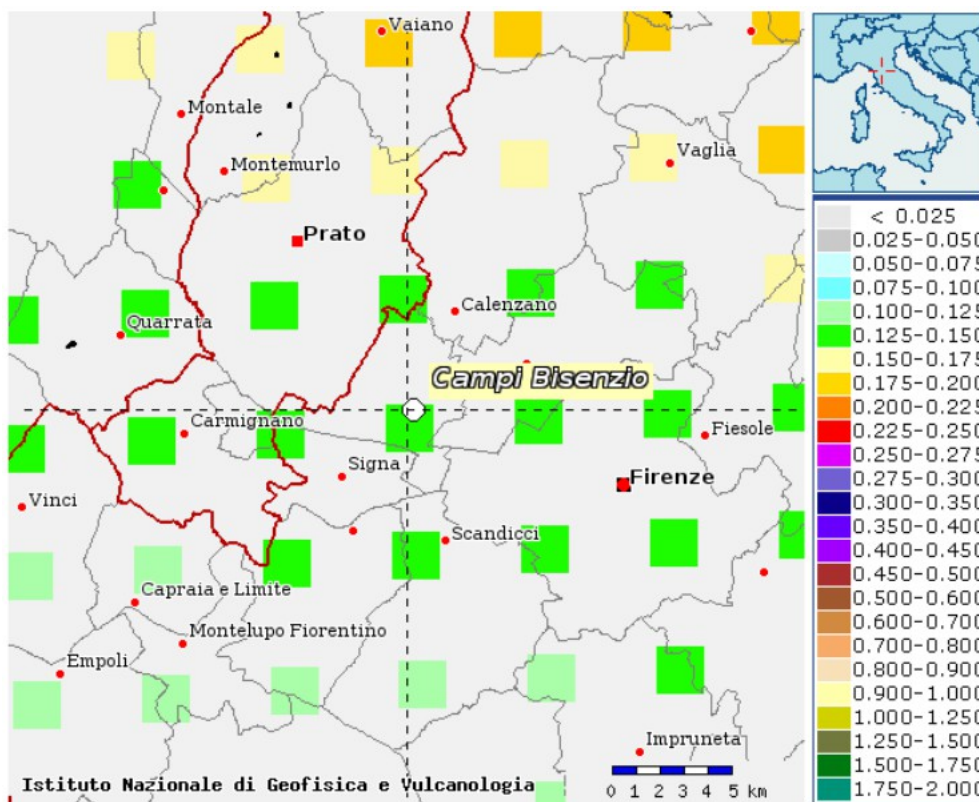 Vaiano
Montale
Montemurlo
Vaglia
Prato
Calenzano
Quarrata
Campi Bisenzio
Carmignano
Fiesole
Signa
Firenze
Vinci
Scandicci
Capraia e Limite
Montelupo Fiorentino
Empoli
Impruneta
Istituto Nazionale di Geofisica e Vulcanologia
0 1 2 3 4 5 km
< 0.025
0.025-0.050
0.050-0.075
0.075-0.100
0.100-0.125
0.125-0.150
0.150-0.175
0.175-0.200
0.200-0.225
0.225-0.250
0.250-0.275
0.275-0.300
0.300-0.350
0.350-0.400
0.400-0.450
0.450-0.500
0.500-0.600
0.600-0.700
0.700-0.800
0.800-0.900
0.900-1.000
1.000-1.250
1.250-1.500
1.500-1.750
1.750-2.000